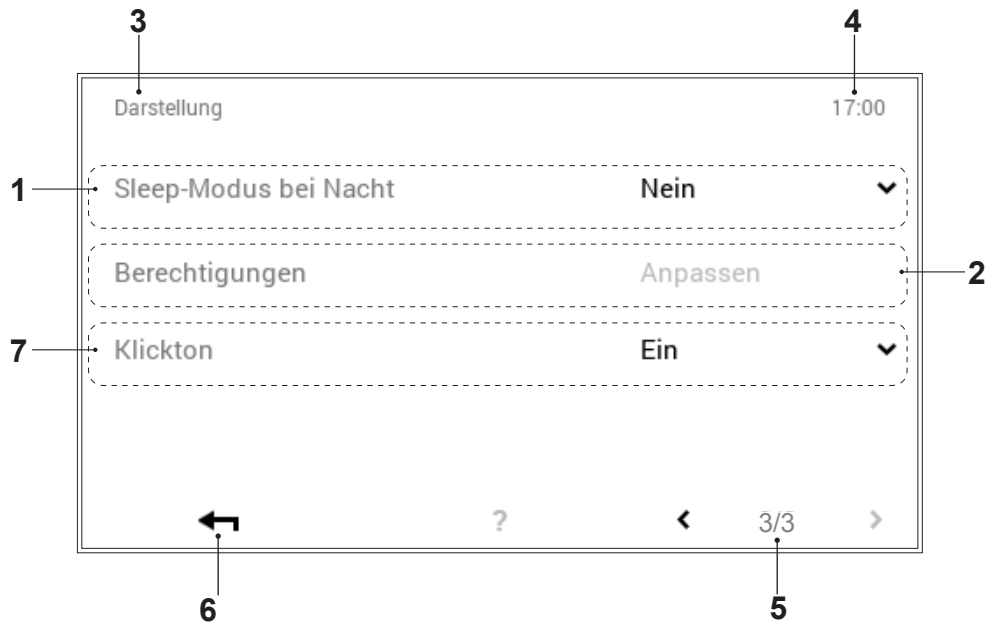 3 4
Darstellung 17:00
1 Sleep-Modus bei Nacht Nein
Berechtigungen Anpassen 2
7 Klickton Ein
? 3/3
6 5